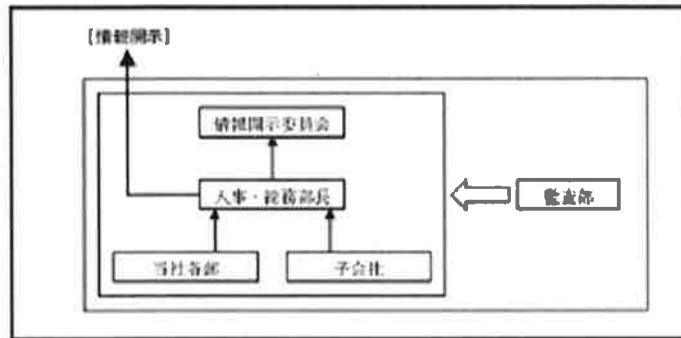 [情報開示]
情報開示委員会
人事・総務部長
監査部
当社各部
子会社